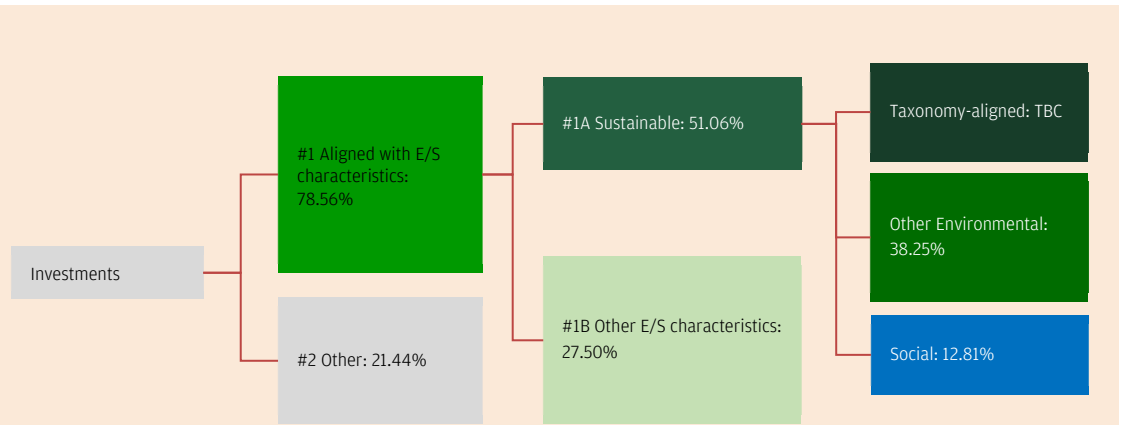 Investments
#1 Aligned with E/S
characteristics:
78.56%
#2 Other: 21.44%
#1A Sustainable: 51.06%
#1B Other E/S characteristics:
27.50%
Taxonomy-aligned: TBC
Other Environmental:
38.25%
Social: 12.81%